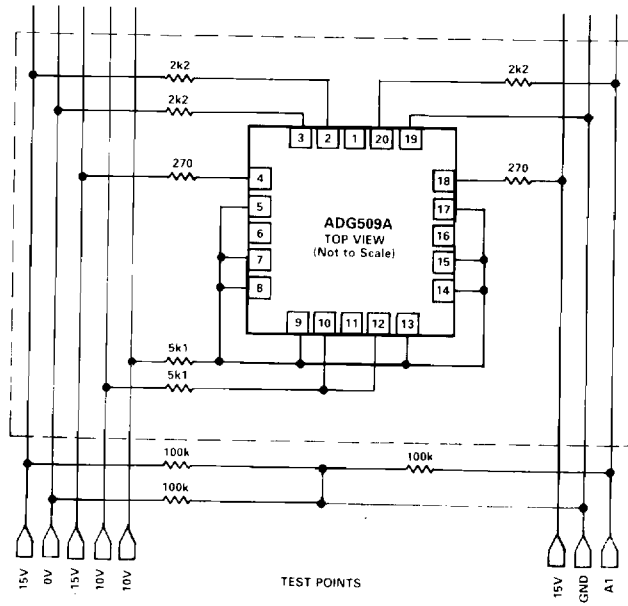 2k2
2k2
2k2
3 2 1 20 19
270
4
5
6
7
8
ADG509A
TOP VIEW
(Not to Scale)
18
17
16
15
14
270
9 10 11 12 13
5k1
5k1
100k
100k
100k
15V
0V
15V
10V
10V
TEST POINTS
15V
GND
A1